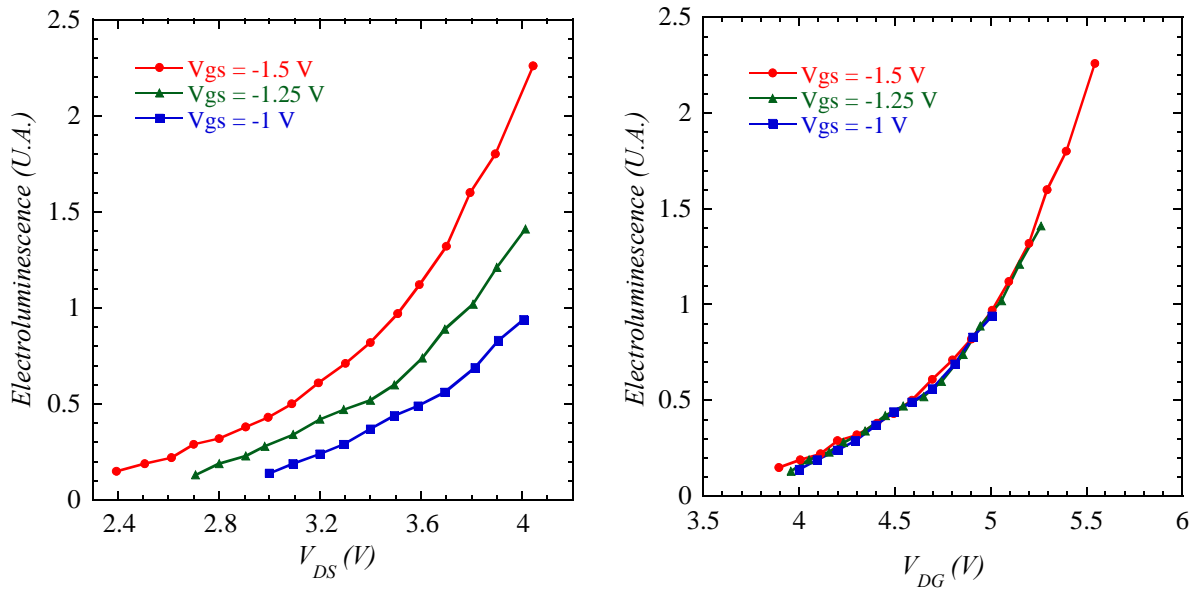 2.5
2
1.5
1
0.5
0
Electroluminescence (U.A.)
Vgs = -1.5 V
Vgs = -1.25 V
Vgs = -1 V
2.4 2.8 3.2 3.6 4
V_DS (V)
2.5
2
1.5
1
0.5
0
Electroluminescence (U.A.)
Vgs = -1.5 V
Vgs = -1.25 V
Vgs = -1 V
3.5 4 4.5 5 5.5 6
V_DG (V)